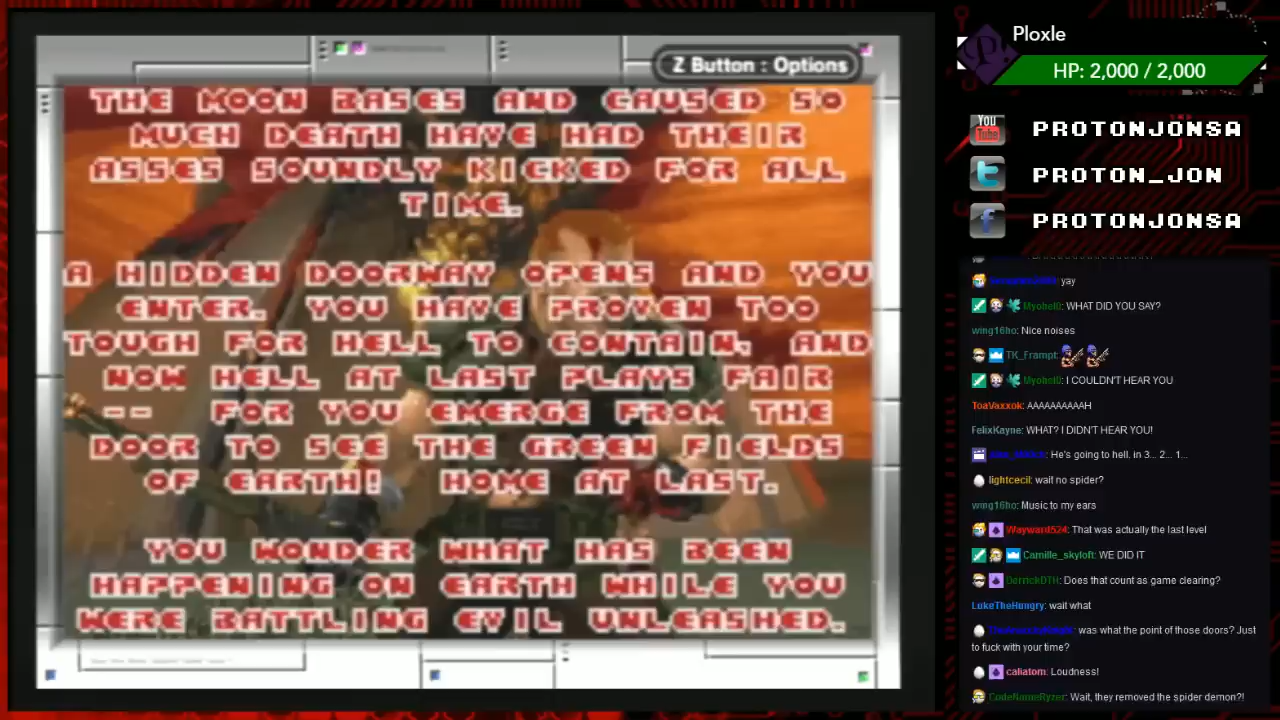 Z Button : Options
THE MOON BASES AND CAUSED SO
MUCH DEATH HAVE HAD THEIR
ASSES SOUNDLY KICKED FOR ALL
TIME.
A HIDDEN DOORWAY OPENS AND YOU
ENTER. YOU HAVE PROVEN TOO
TOUGH FOR HELL TO CONTAIN, AND
NOW HELL AT LAST PLAYS FAIR
-- FOR YOU EMERGE FROM THE
DOOR TO SEE THE GREEN FIELDS
OF EARTH! HOME AT LAST.
YOU WONDER WHAT HAS BEEN
HAPPENING ON EARTH WHILE YOU
WERE BATTLING EVIL UNLEASHED.
Ploxle
HP: 2,000 / 2,000
You Tube PROTONJONSA
PROTON_JON
PROTONJONSA
yay
Myohel0: WHAT DID YOU SAY?
wing16ho: Nice noises
TK_Frampt:
Myohel0: I COULDN'T HEAR YOU
ToaVaxxok: AAAAAAAAAAH
FelixKayne: WHAT? I DIDN'T HEAR YOU!
He's going to hell. in 3... 2... 1...
lightcecil: wait no spider?
wing16ho: Music to my ears
Wayward524: That was actually the last level
Camille_skyloft: WE DID IT
DerrickDTH: Does that count as game clearing?
LukeTheHungry: wait what
was what the point of those doors? Just
to fuck with your time?
caliatom: Loudness!
CodeNameRyzer: Wait, they removed the spider demon?!